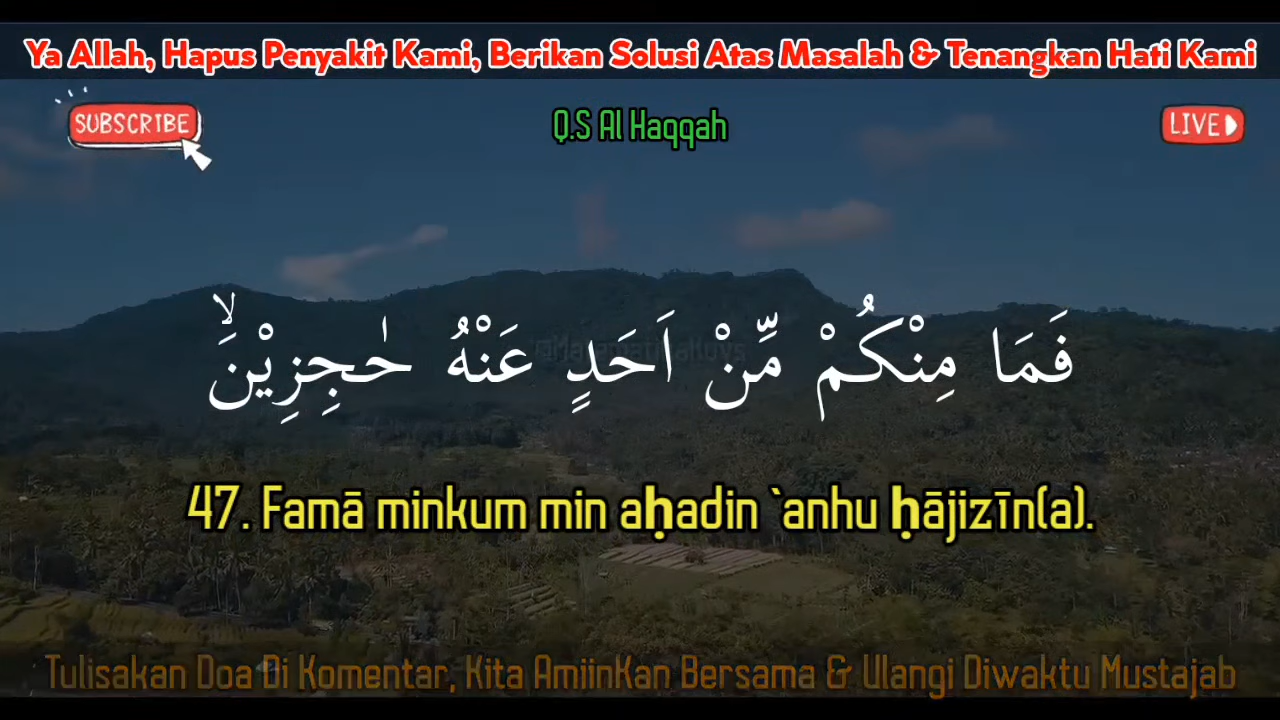 Ya Allah, Hapus Penyakit Kami, Berikan Solusi Atas Masalah & Tenangkan Hati Kami
SUBSCRIBE
Q.S Al Haqqah
LIVE
فَمَا مِنْكُمْ مِّنْ اَحَدٍ عَنْهُ حٰجِزِيْنَۙ
47. Famā minkum min aḥadin `anhu ḥājizīn(a).
Tulisakan Doa Di Komentar, Kita AmiinKan Bersama & Ulangi Diwaktu Mustajab